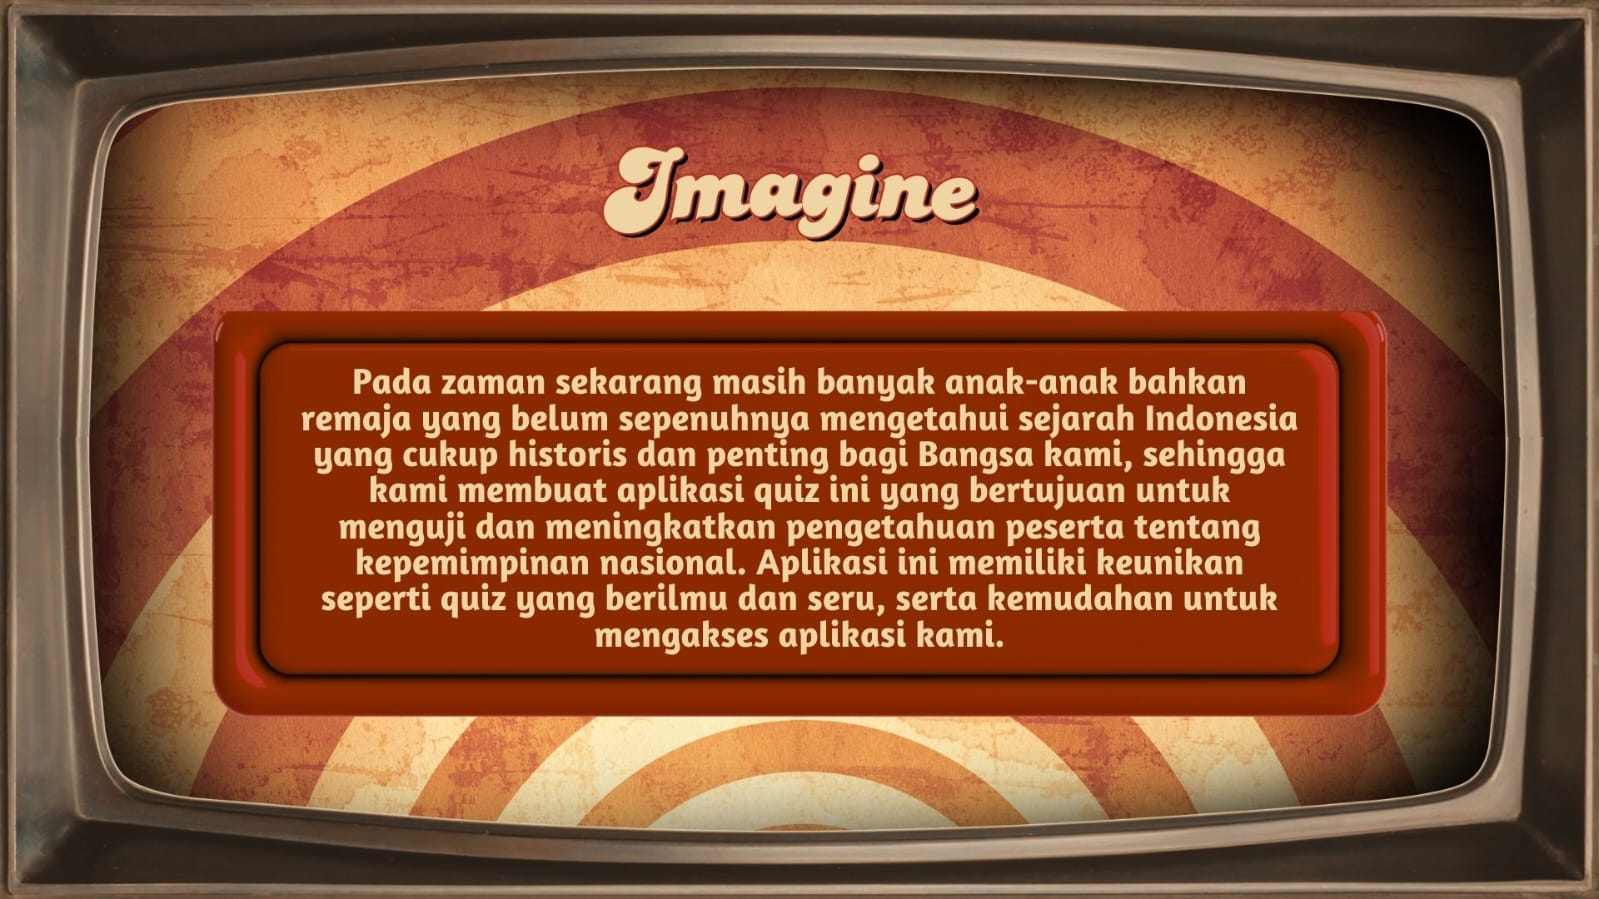 Imagine
Pada zaman sekarang masih banyak anak-anak bahkan
remaja yang belum sepenuhnya mengetahui sejarah Indonesia
yang cukup historis dan penting bagi Bangsa kami, sehingga
kami membuat aplikasi quiz ini yang bertujuan untuk
menguji dan meningkatkan pengetahuan peserta tentang
kepemimpinan nasional. Aplikasi ini memiliki keunikan
seperti quiz yang berilmu dan seru, serta kemudahan untuk
mengakses aplikasi kami.